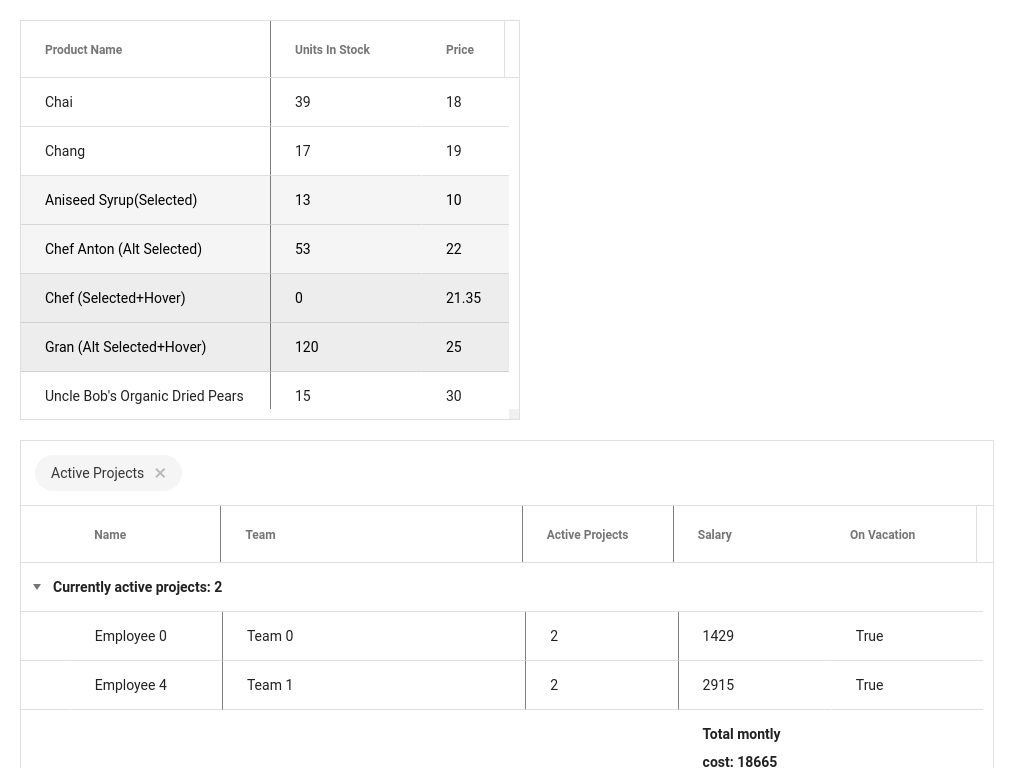 Product Name Units In Stock Price
Chai 39 18
Chang 17 19
Aniseed Syrup(Selected) 13 10
Chef Anton (Alt Selected) 53 22
Chef (Selected+Hover) 0 21.35
Gran (Alt Selected+Hover) 120 25
Uncle Bob's Organic Dried Pears 15 30
Active Projects
Name Team Active Projects Salary On Vacation
Currently active projects: 2
Employee 0 Team 0 2 1429 True
Employee 4 Team 1 2 2915 True
Total montly
cost: 18665